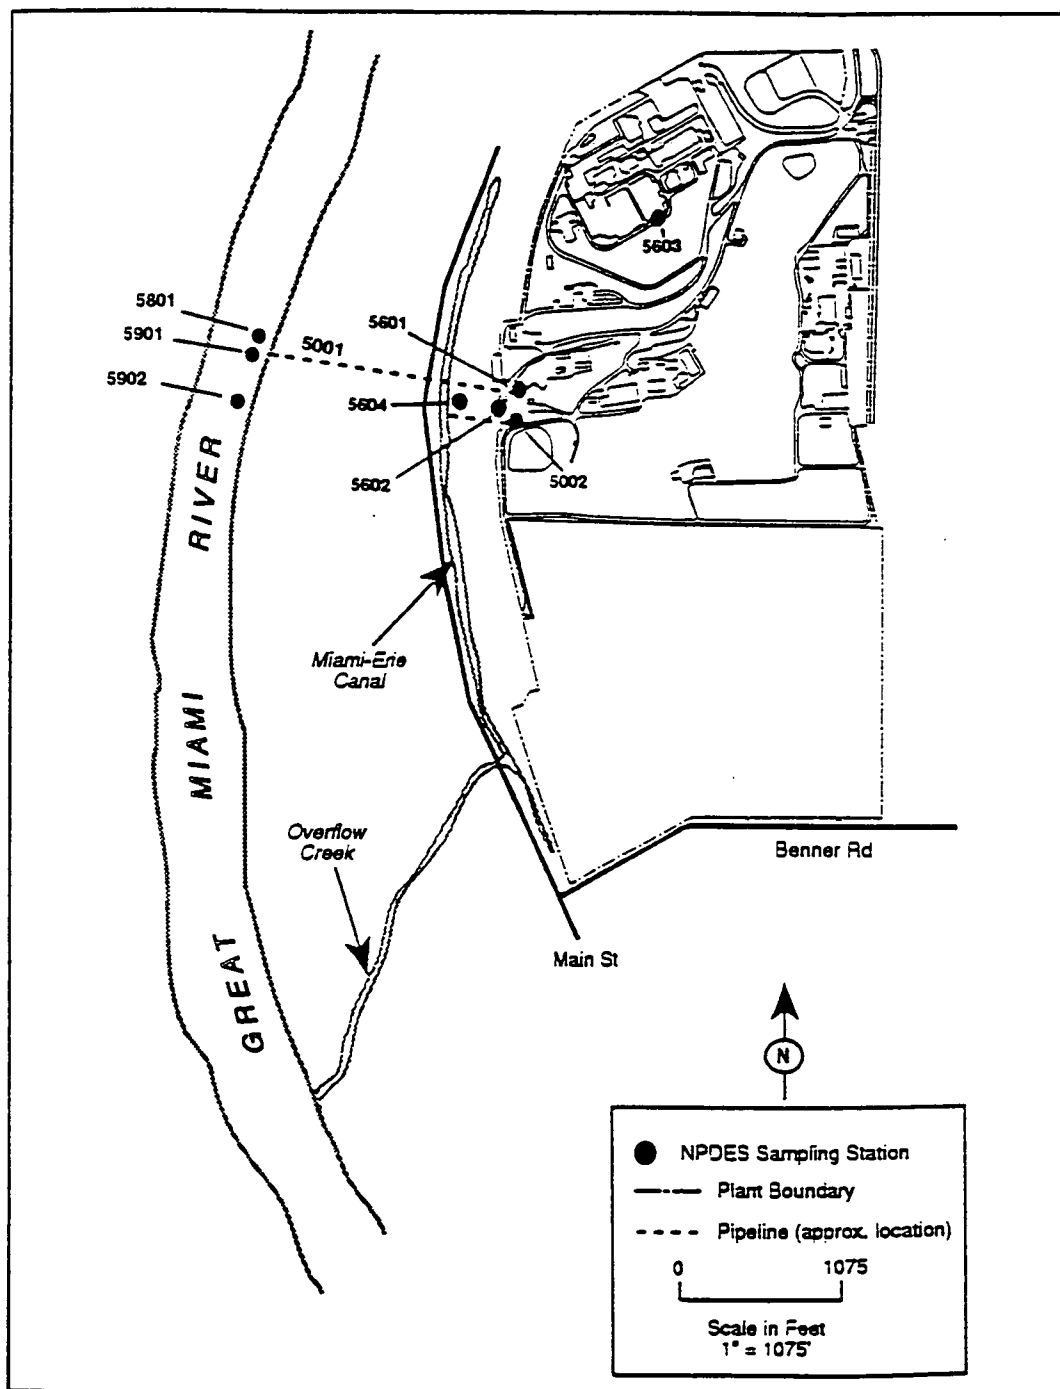 5603
5801
5601
5901
5001
5902
5604
5602
5002
GREAT MIAMI RIVER
Miami-Erie
Canal
Overflow
Creek
Benner Rd
Main St
N
NPDES Sampling Station
Plant Boundary
Pipeline (approx. location)
0 1075
Scale in Feet
1" = 1075'